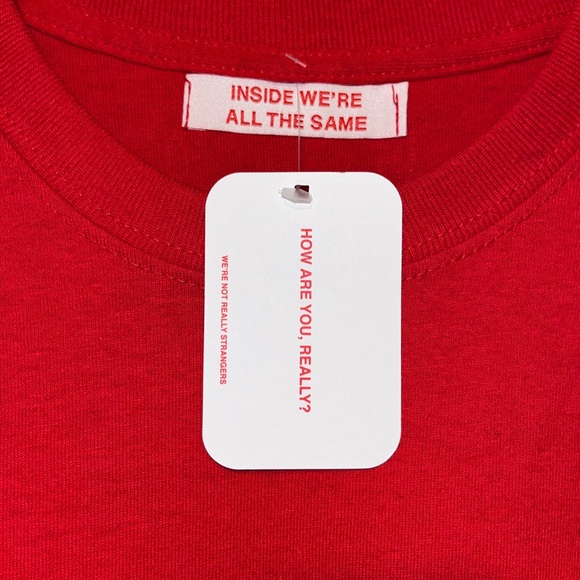 INSIDE WE'RE
ALL THE SAME
HOW ARE YOU, REALLY?
WE'RE NOT REALLY STRANGERS